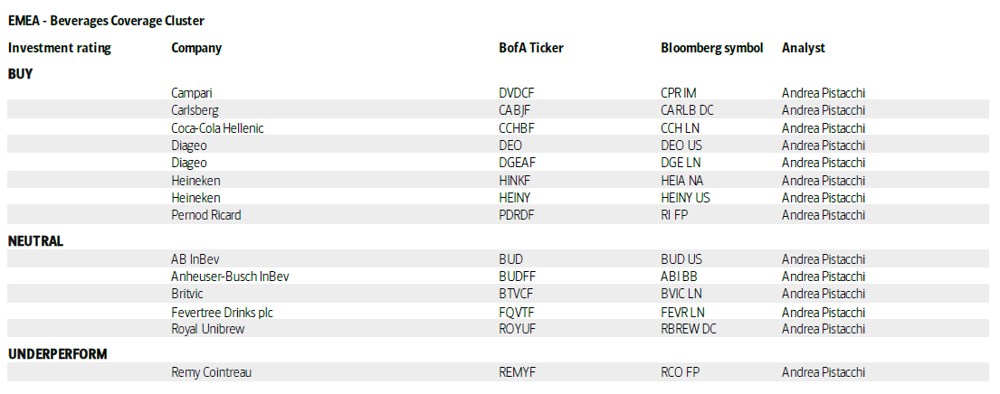 EMEA - Beverages Coverage Cluster
Investment rating Company BofA Ticker Bloomberg symbol Analyst
BUY
Campari DVDCF CPR IM Andrea Pistacchi
Carlsberg CABJF CARLB DC Andrea Pistacchi
Coca-Cola Hellenic CCHBF CCH LN Andrea Pistacchi
Diageo DEO DEO US Andrea Pistacchi
Diageo DGEAF DGE LN Andrea Pistacchi
Heineken HINKF HEIA NA Andrea Pistacchi
Heineken HEINY HEINY US Andrea Pistacchi
Pernod Ricard PDRDF RI FP Andrea Pistacchi
NEUTRAL
AB InBev BUD BUD US Andrea Pistacchi
Anheuser-Busch InBev BUDFF ABI BB Andrea Pistacchi
Britvic BTVCF BVIC LN Andrea Pistacchi
Fevertree Drinks plc FQVTF FEVR LN Andrea Pistacchi
Royal Unibrew ROYUF RBREW DC Andrea Pistacchi
UNDERPERFORM
Remy Cointreau REMYF RCO FP Andrea Pistacchi